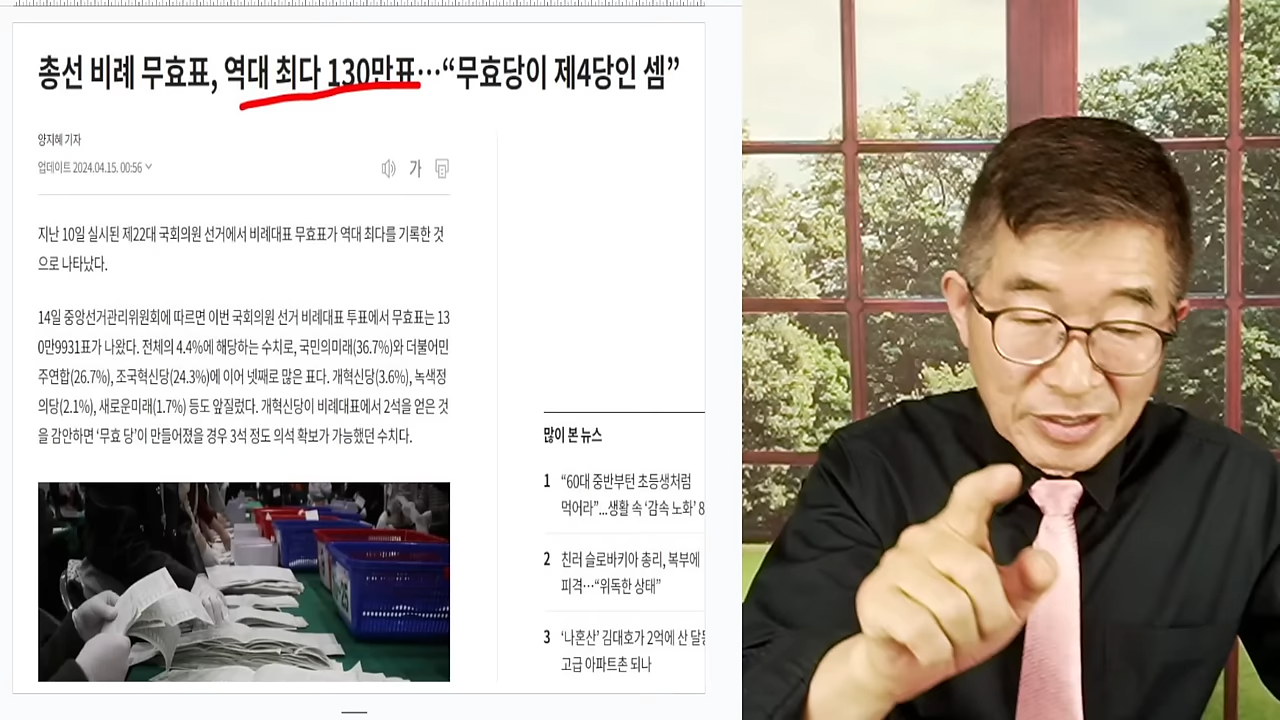 총선 비례 무효표, 역대 최다 130만표…“무효당이 제4당인 셈”
양지혜 기자
업데이트 2024.04.15. 00:56
가
지난 10일 실시된 제22대 국회의원 선거에서 비례대표 무효표가 역대 최다를 기록한 것
으로 나타났다.
14일 중앙선거관리위원회에 따르면 이번 국회의원 선거 비례대표 투표에서 무효표는 13
0만9931표가 나왔다. 전체의 4.4%에 해당하는 수치로, 국민의미래(36.7%)와 더불어민
주연합(26.7%), 조국혁신당(24.3%)에 이어 넷째로 많은 표다. 개혁신당(3.6%), 녹색정
의당(2.1%), 새로운미래(1.7%) 등도 앞질렀다. 개혁신당이 비례대표에서 2석을 얻은 것
을 감안하면 ‘무효 당’이 만들어졌을 경우 3석 정도 의석 확보가 가능했던 수치다.
많이 본 뉴스
1 “60대 중반부턴 초등생처럼
먹어라”...생활 속 ‘감속 노화’ 8
2 친러 슬로바키아 총리, 복부에
피격…“위독한 상태”
3 ‘나혼산’ 김대호가 2억에 산 달동
고급 아파트촌 되나